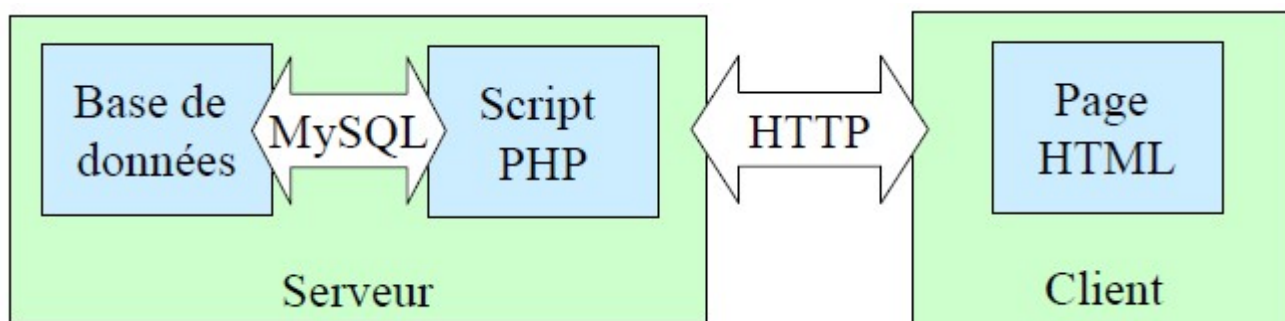 Base de
données
MySQL
Script
PHP
HTTP
Page
HTML
Serveur
Client